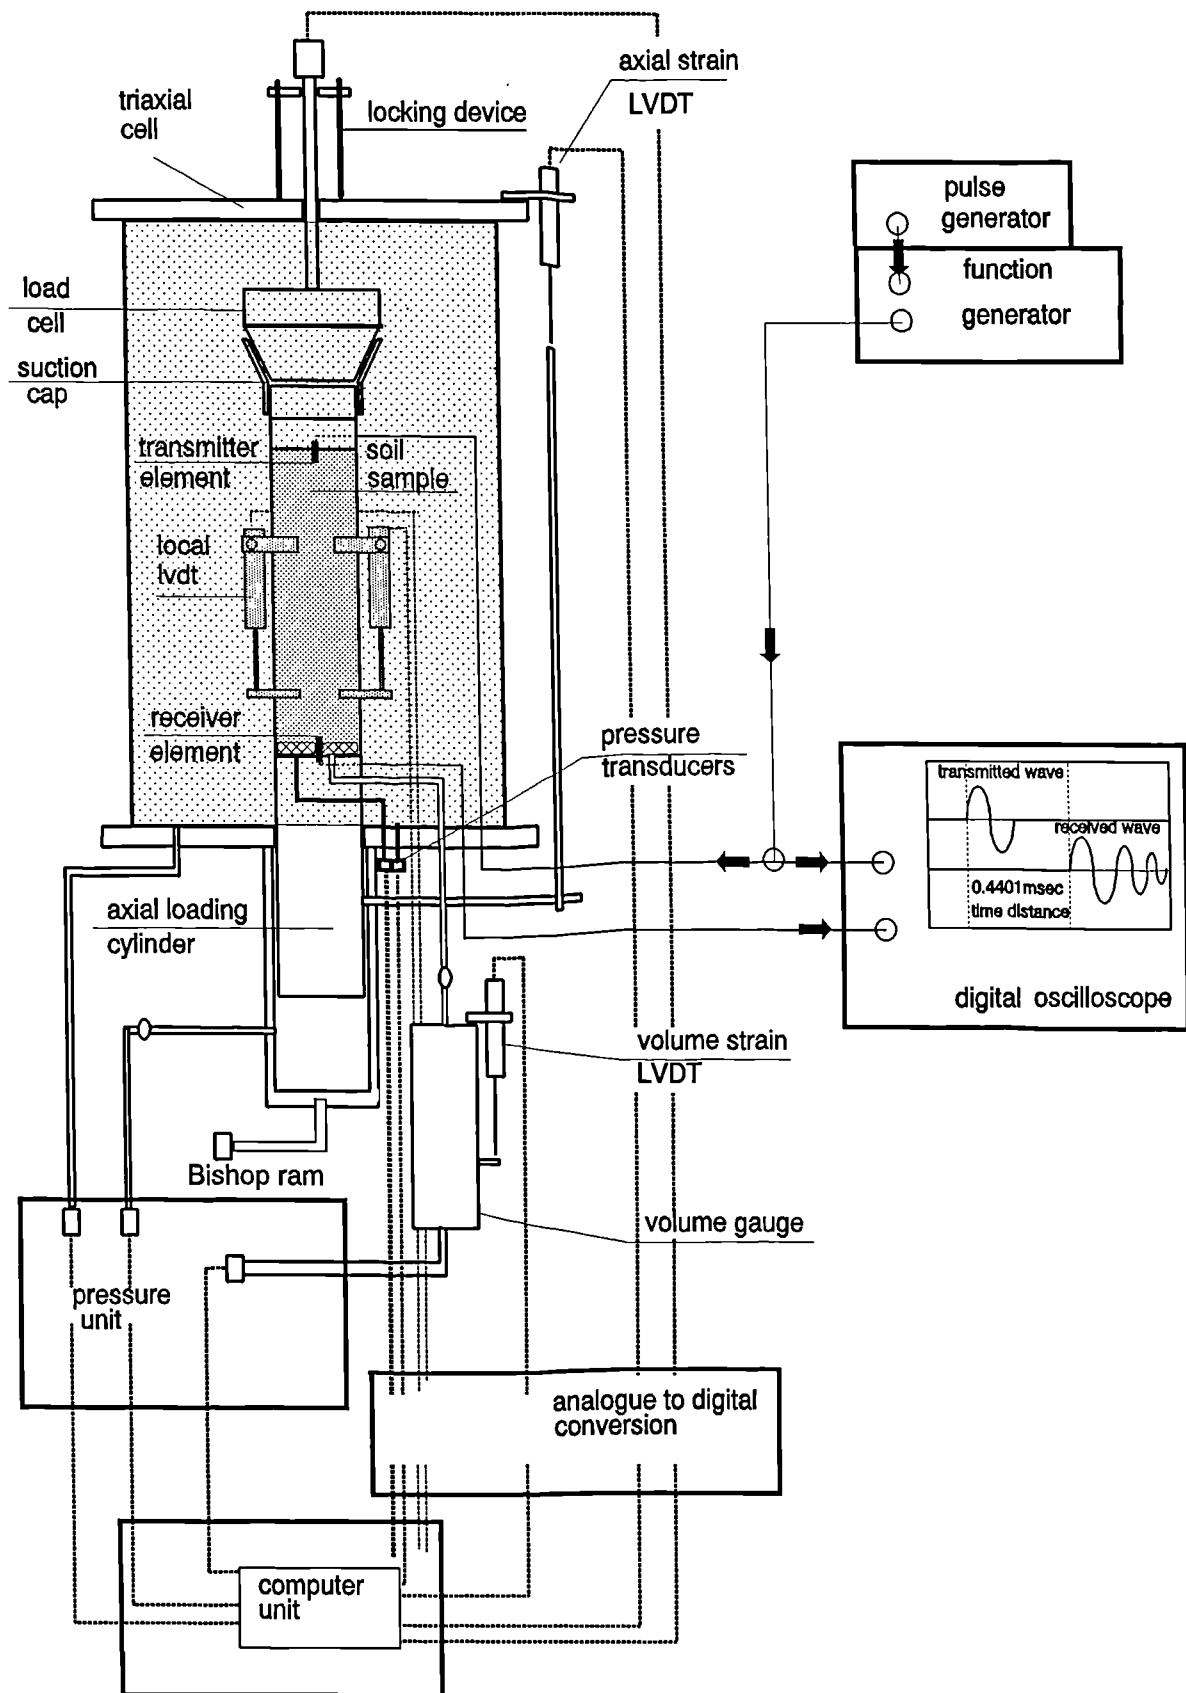 axial strain
LVDT
triaxial
cell
locking device
pulse
generator
function
generator
load
cell
suction
cap
transmitter
element
soil
sample
local
lvdt
receiver
element
pressure
transducers
transmitted wave
received wave
0.4401msec
time distance
digital oscilloscope
axial loading
cylinder
volume strain
LVDT
Bishop ram
volume gauge
pressure
unit
analogue to digital
conversion
computer
unit